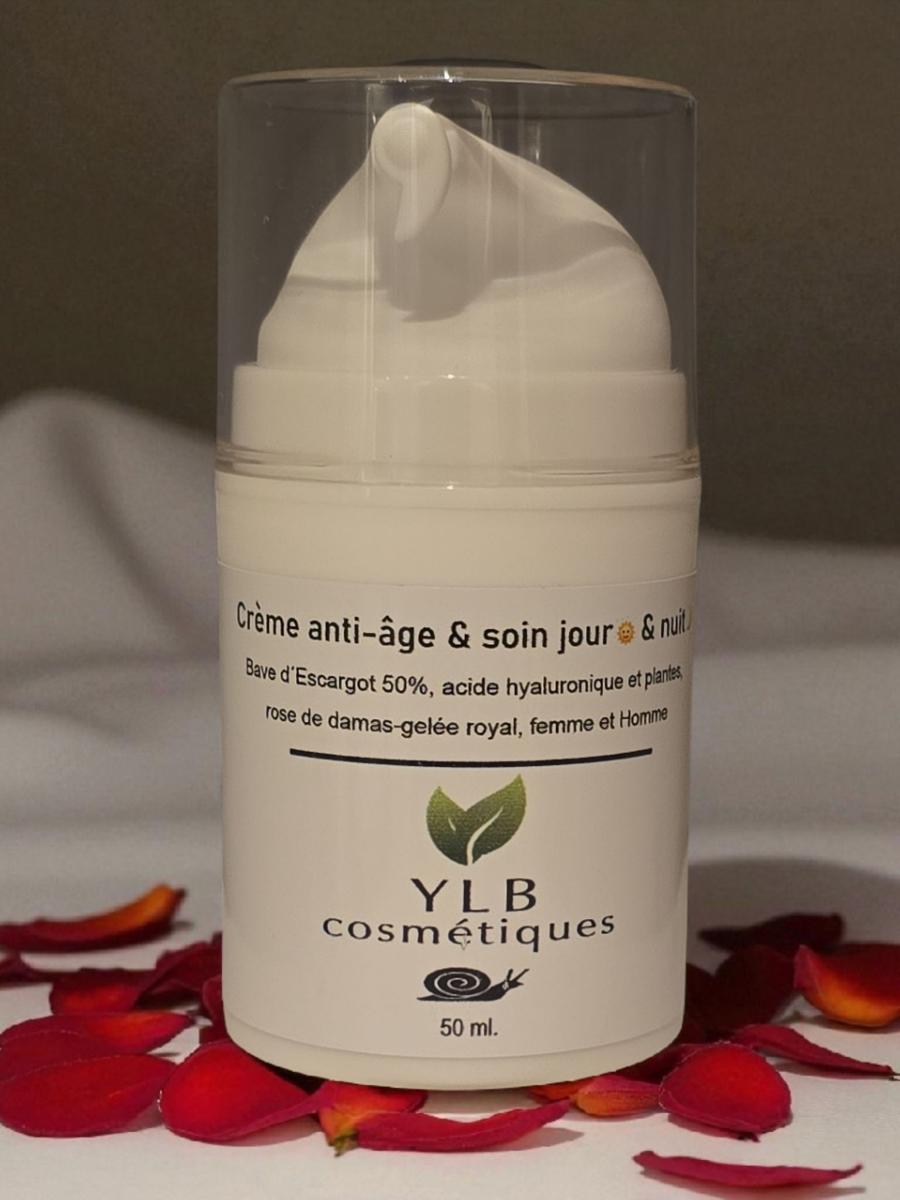 Crème anti-âge & soin jour🌞 & nuit
Bave d'Escargot 50%, acide hyaluronique et plantes,
rose de damas-gelée royal, femme et Homme
YLB
cosmétiques
50 ml.